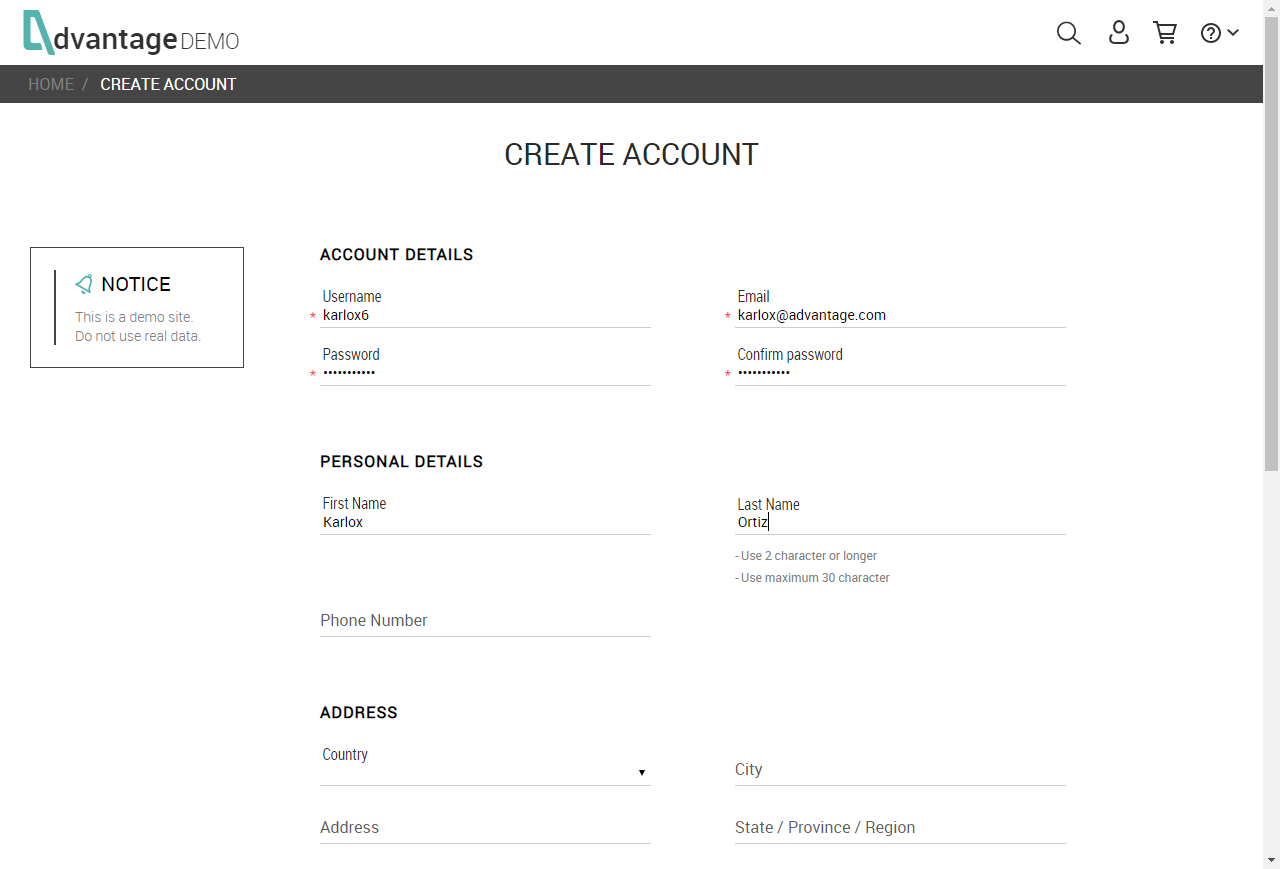 dvantage DEMO
HOME / CREATE ACCOUNT
CREATE ACCOUNT
NOTICE
This is a demo site.
Do not use real data.
ACCOUNT DETAILS
Username
* karlox6
Email
* karlox@advantage.com
Password
* •••••••••••
Confirm password
* •••••••••••
PERSONAL DETAILS
First Name
Karlox
Last Name
Ortiz
- Use 2 character or longer
- Use maximum 30 character
Phone Number
ADDRESS
Country
City
Address
State / Province / Region